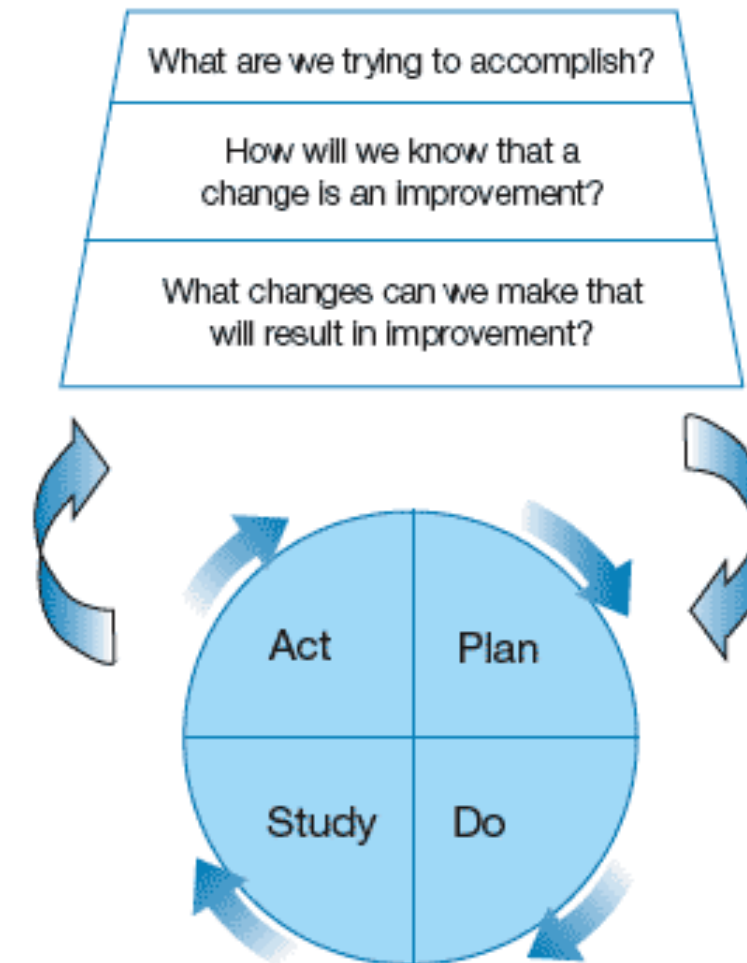 What are we trying to accomplish?
How will we know that a
change is an improvement?
What changes can we make that
will result in improvement?
Act
Plan
Study
Do